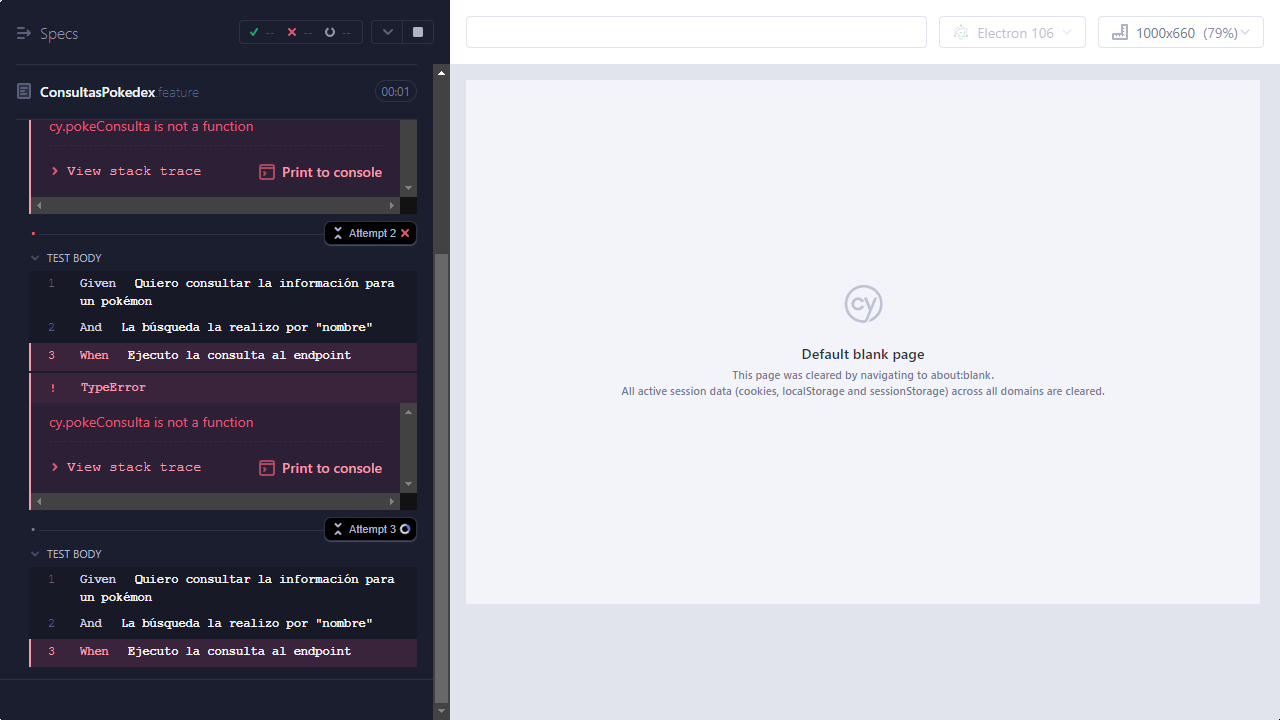 Specs
--
--
--
Electron 106
1000x660 (79%)
ConsultasPokedex.feature
00:01
cy.pokeConsulta is not a function
View stack trace
Print to console
Attempt 2
TEST BODY
1 Given Quiero consultar la información para
un pokémon
2 And La búsqueda la realizo por "nombre"
3 When Ejecuto la consulta al endpoint
! TypeError
cy.pokeConsulta is not a function
View stack trace
Print to console
Attempt 3
TEST BODY
1 Given Quiero consultar la información para
un pokémon
2 And La búsqueda la realizo por "nombre"
3 When Ejecuto la consulta al endpoint
cy
Default blank page
This page was cleared by navigating to about:blank.
All active session data (cookies, localStorage and sessionStorage) across all domains are cleared.